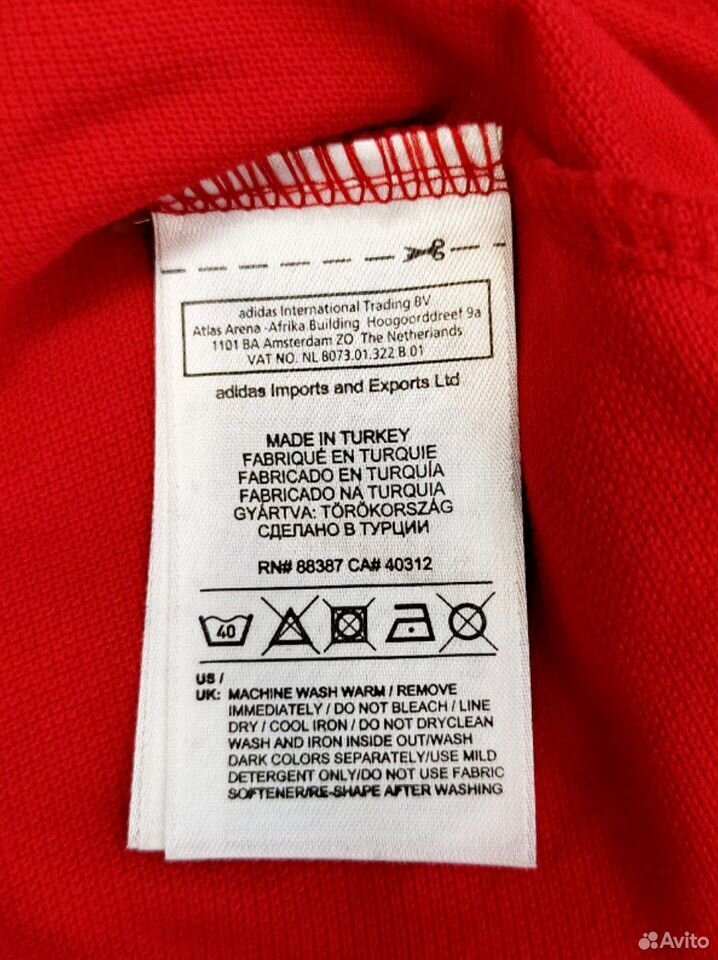 adidas International Trading BV
Atlas Arena -Afrika Building Hoogoorddreef 9a
1101 BA Amsterdam ZO The Netherlands
VAT NO. NL 8073.01.322 B 01
adidas Imports and Exports Ltd
MADE IN TURKEY
FABRIQUÉ EN TURQUIE
FABRICADO EN TURQUÍA
FABRICADO NA TURQUIA
GYÁRTVA: TÖRÖKORSZÁG
СДЕЛАНО В ТУРЦИИ
RN# 88387 CA# 40312
40
US /
UK: MACHINE WASH WARM / REMOVE
IMMEDIATELY / DO NOT BLEACH / LINE
DRY / COOL IRON / DO NOT DRYCLEAN
WASH AND IRON INSIDE OUT/WASH
DARK COLORS SEPARATELY/USE MILD
DETERGENT ONLY/DO NOT USE FABRIC
SOFTENER/RE-SHAPE AFTER WASHING
Avito